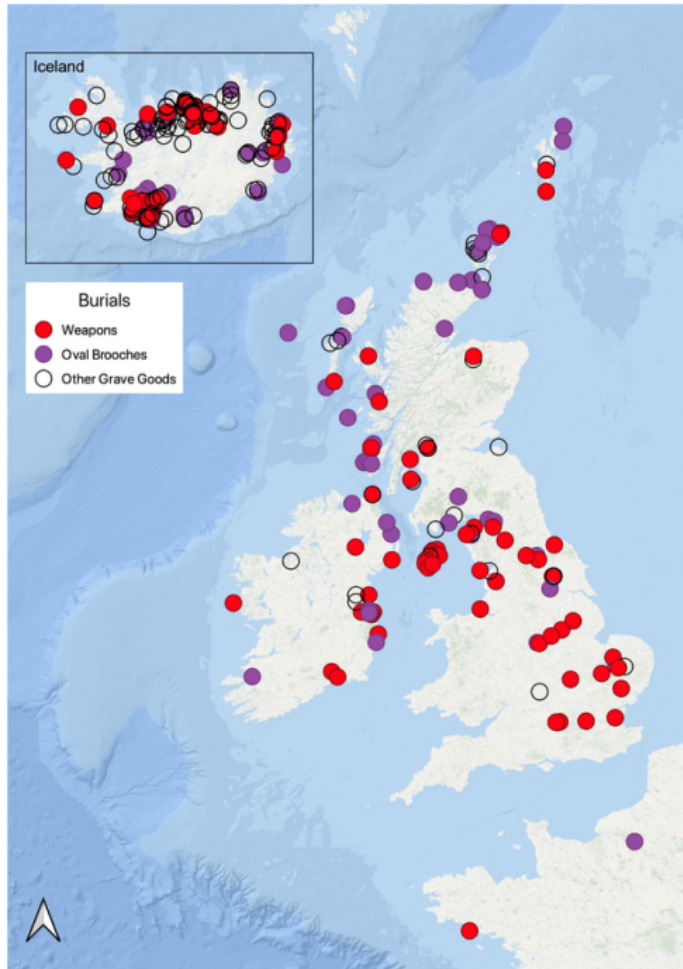 Iceland
Burials
Weapons
Oval Brooches
Other Grave Goods